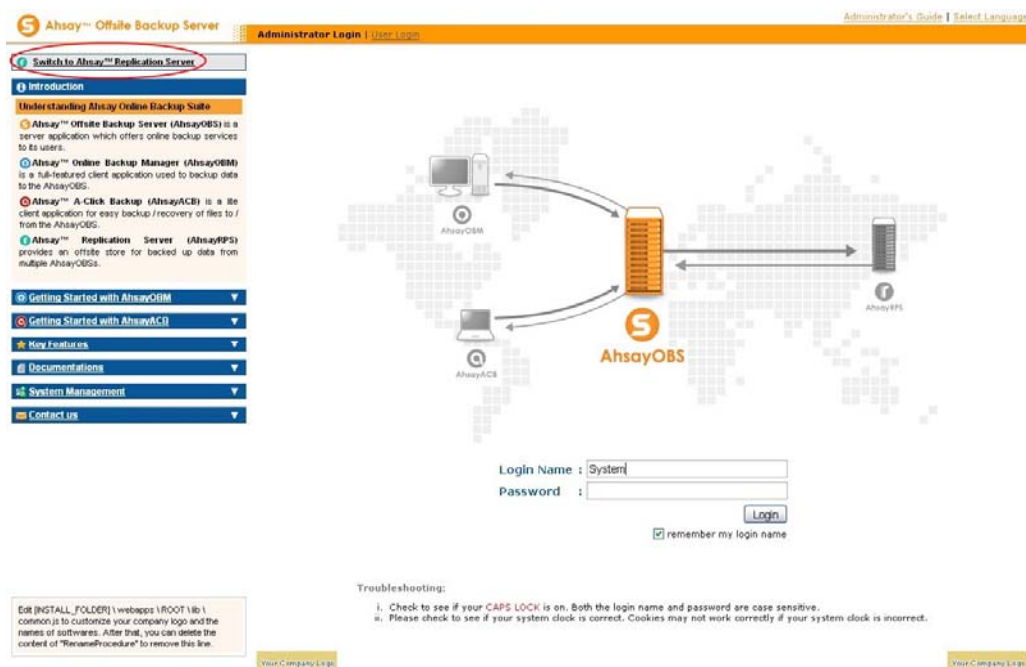 Ahsay™ Offsite Backup Server
Administrator's Guide | Select Language
Administrator Login | User Login
Switch to Ahsay™ Replication Server
Introduction
Understanding Ahsay Online Backup Suite
Ahsay™ Offsite Backup Server (AhsayOBS) is a
server application which offers online backup services
to its users.
Ahsay™ Online Backup Manager (AhsayOBM)
is a full-featured client application used to backup data
to the AhsayOBS.
Ahsay™ A-Click Backup (AhsayACB) is a lite
client application for easy backup / recovery of files to /
from the AhsayOBS.
Ahsay™ Replication Server (AhsayRPS)
provides an offsite store for backed up data from
multiple AhsayOBSs.
Getting Started with AhsayOBM
Getting Started with AhsayACB
Key Features
Documentations
System Management
Contact us
AhsayOBM
AhsayACB
AhsayOBS
AhsayRPS
Login Name : System
Password :
Login
remember my login name
Troubleshooting:
i. Check to see if your CAPS LOCK is on. Both the login name and password are case sensitive.
ii. Please check to see if your system clock is correct. Cookies may not work correctly if your system clock is incorrect.
Edit [INSTALL_FOLDER] \ webapps \ ROOT \ lib \
common.js to customize your company logo and the
names of softwares. After that, you can delete the
content of "RenameProcedure" to remove this line.
Your Company Logo
Your Company Logo